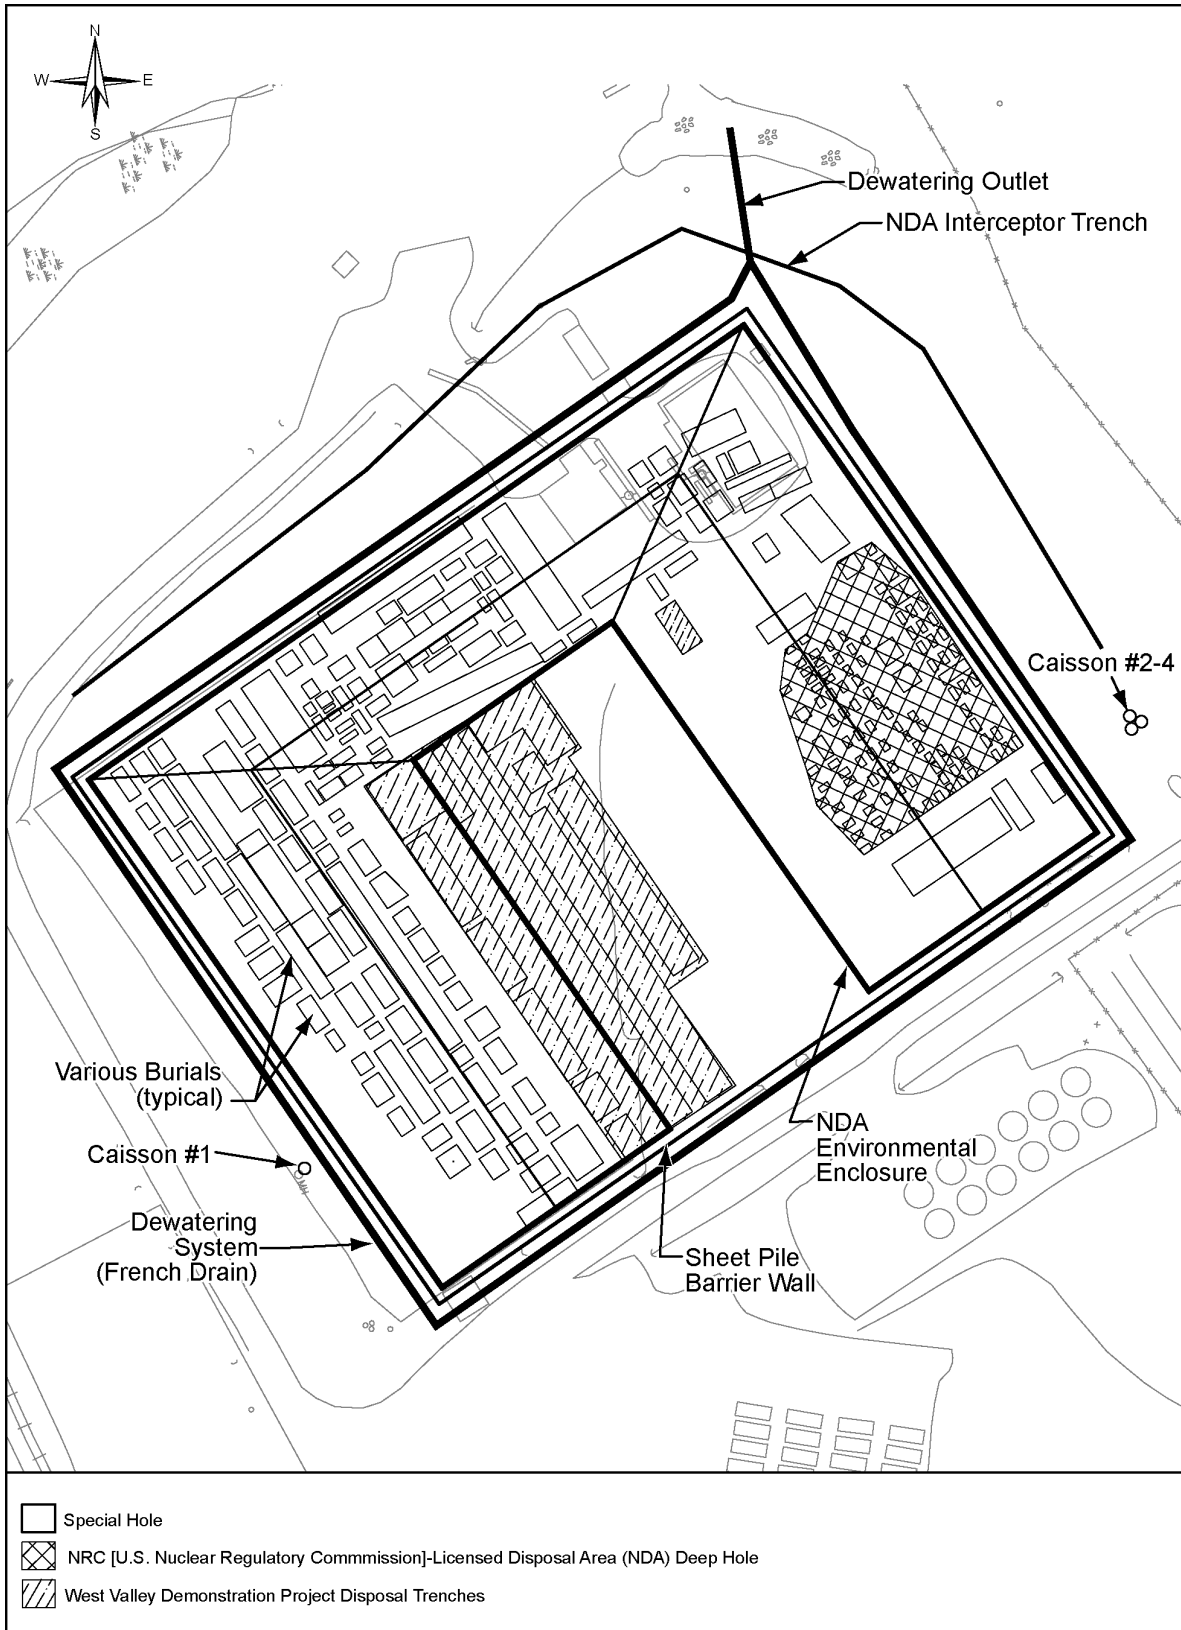 N
W E
S
Dewatering Outlet
NDA Interceptor Trench
Caisson #2-4
Various Burials
(typical)
Caisson #1
MH
Dewatering
System
(French Drain)
NDA
Environmental
Enclosure
Sheet Pile
Barrier Wall
Special Hole
NRC [U.S. Nuclear Regulatory Commmission]-Licensed Disposal Area (NDA) Deep Hole
West Valley Demonstration Project Disposal Trenches